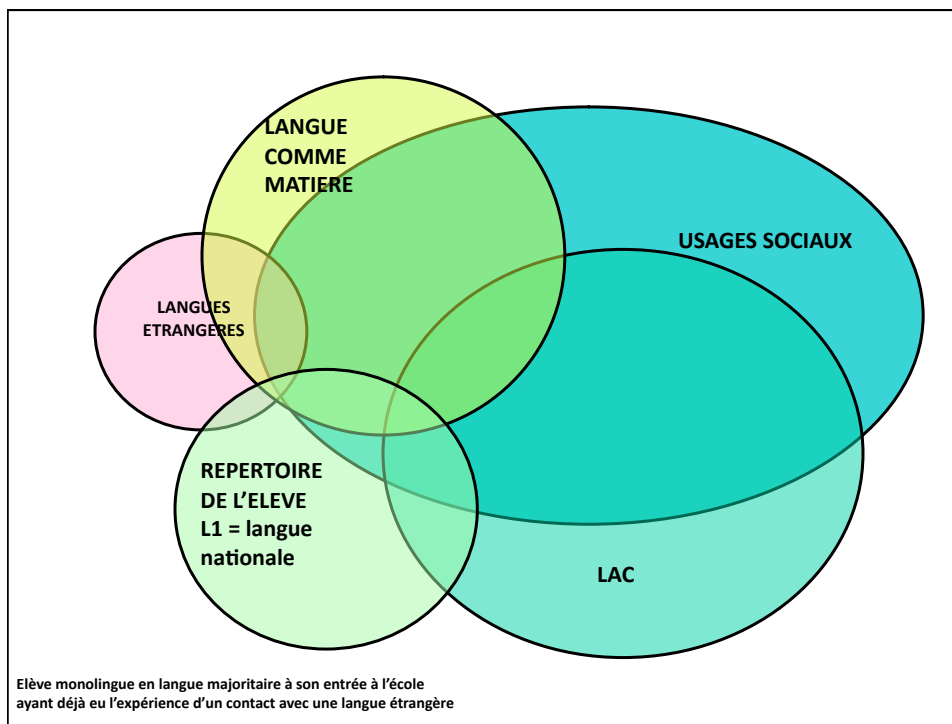 LANGUE
COMME
MATIERE
USAGES SOCIAUX
LANGUES
ETRANGERES
REPERTOIRE
DE L’ELEVE
L1 = langue
nationale
LAC
Elève monolingue en langue majoritaire à son entrée à l’école
ayant déjà eu l’expérience d’un contact avec une langue étrangère